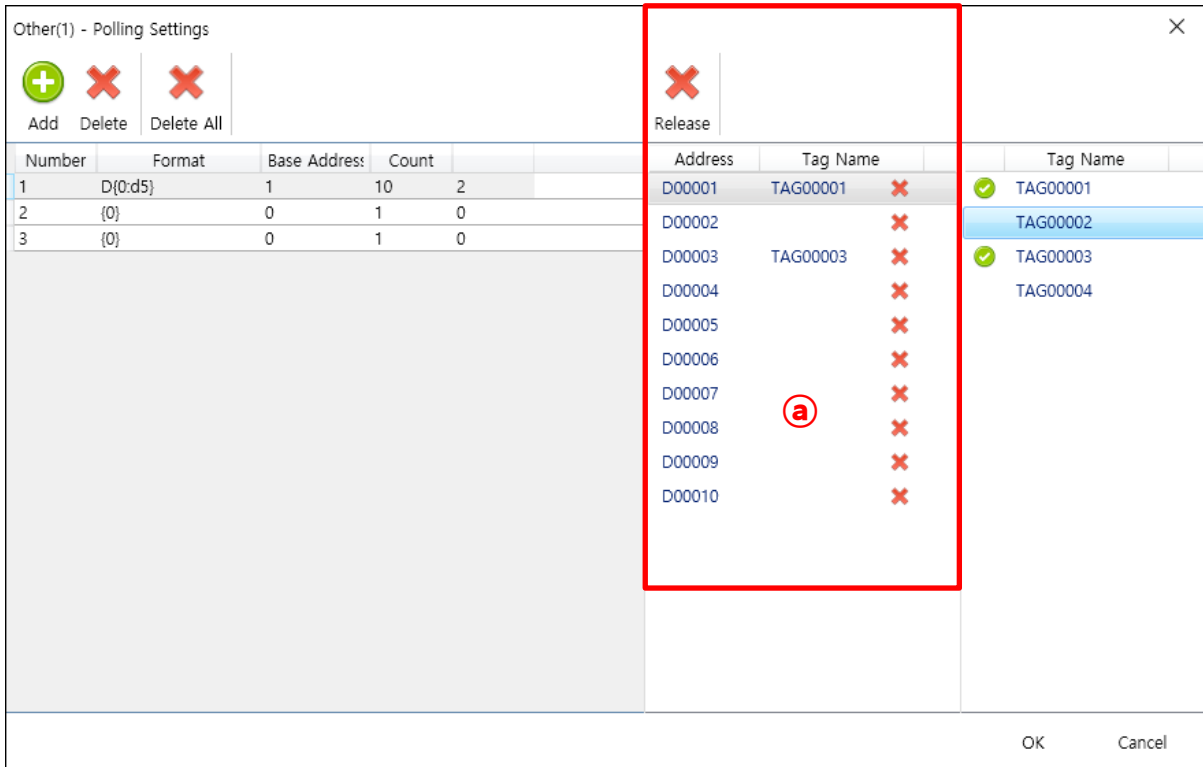 Other(1) - Polling Settings
Add Delete Delete All
Number Format Base Address Count
1 D{0:d5} 1 10 2
2 {0} 0 1 0
3 {0} 0 1 0
Release
Address Tag Name
D00001 TAG00001
D00002
D00003 TAG00003
D00004
D00005
D00006
D00007
D00008
D00009
D00010
ⓐ
Tag Name
TAG00001
TAG00002
TAG00003
TAG00004
OK Cancel